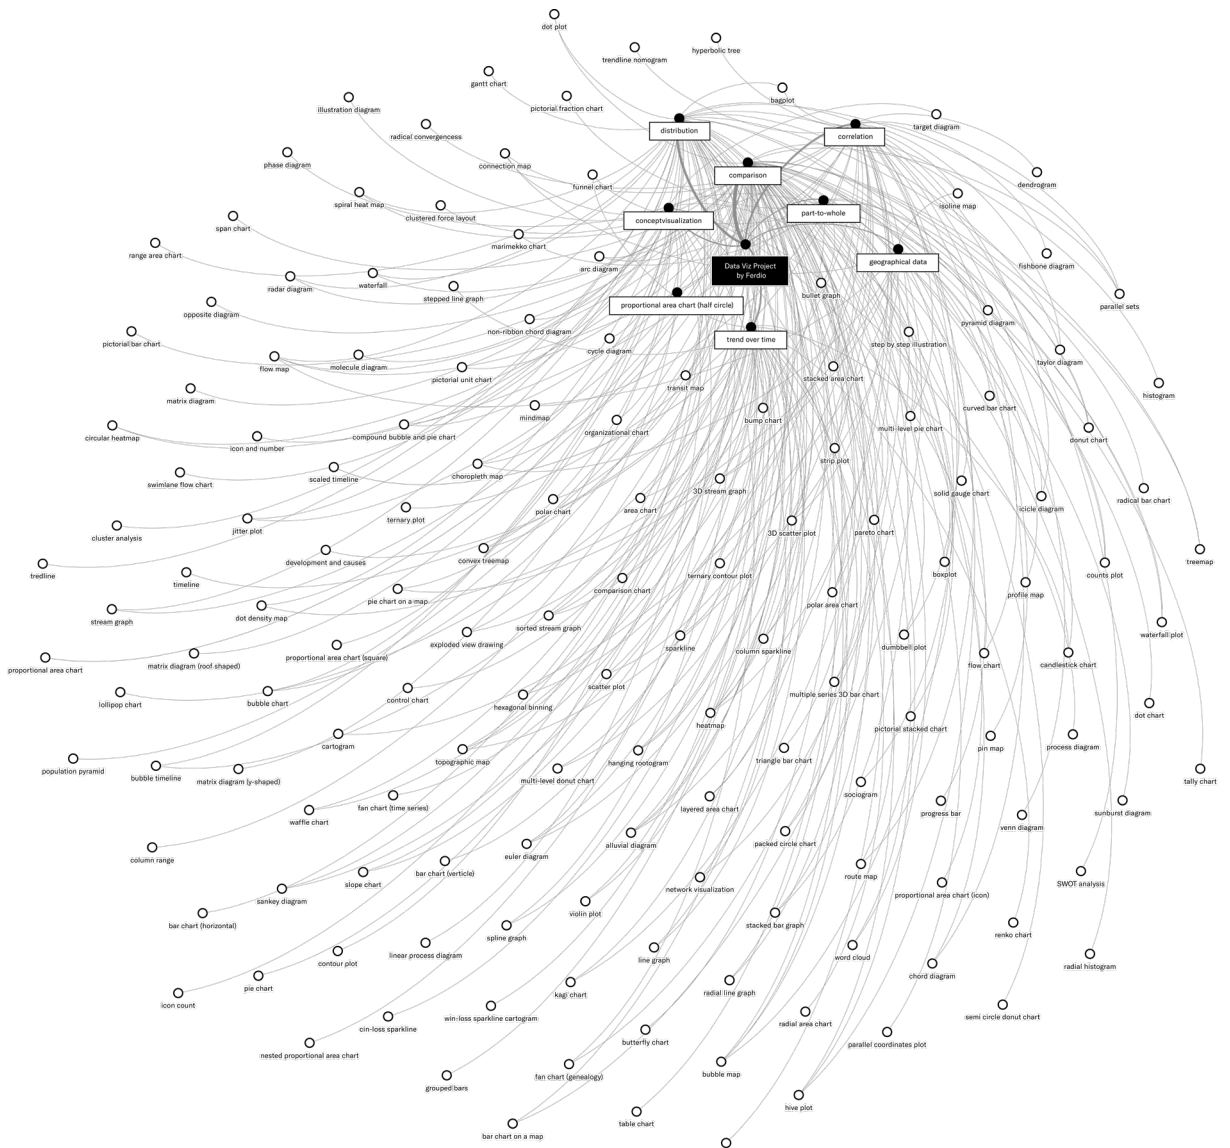 dot plot
trendline nomogram
hyperbolic tree
gantt chart
bagplot
pictorial fraction chart
illustration diagram
target diagram
distribution
correlation
radical convergencess
phase diagram
connection map
comparison
funnel chart
dendrogram
isoline map
spiral heat map
clustered force layout
conceptvisualization
part-to-whole
span chart
marimekko chart
range area chart
arc diagram
Data Viz Project
by Ferdio
geographical data
fishbone diagram
radar diagram
waterfall
stepped line graph
bullet graph
parallel sets
opposite diagram
proportional area chart (half circle)
pyramid diagram
non-ribbon chord diagram
pictorial bar chart
cycle diagram
trend over time
step by step illustration
taylor diagram
flow map
molecule diagram
pictorial unit chart
transit map
stacked area chart
histogram
matrix diagram
mindmap
bump chart
curved bar chart
circular heatmap
icon and number
compound bubble and pie chart
organizational chart
multi-level pie chart
donut chart
strip plot
swimlane flow chart
scaled timeline
choropleth map
3D stream graph
solid gauge chart
radical bar chart
cluster analysis
jitter plot
ternary plot
polar chart
area chart
3D scatter plot
pareto chart
icicle diagram
tredline
timeline
development and causes
convex treemap
ternary contour plot
boxplot
counts plot
treemap
stream graph
dot density map
pie chart on a map
comparison chart
polar area chart
profile map
proportional area chart
matrix diagram (roof shaped)
proportional area chart (square)
exploded view drawing
sorted stream graph
sparkline
column sparkline
dumbbell plot
flow chart
candlestick chart
waterfall plot
lollipop chart
bubble chart
control chart
hexagonal binning
scatter plot
heatmap
multiple series 3D bar chart
pictorial stacked chart
dot chart
population pyramid
bubble timeline
matrix diagram (y-shaped)
cartogram
topographic map
multi-level donut chart
hanging rootogram
triangle bar chart
pin map
process diagram
tally chart
column range
waffle chart
fan chart (time series)
layered area chart
sociogram
progress bar
venn diagram
sunburst diagram
bar chart (horizontal)
sankey diagram
slope chart
bar chart (verticle)
euler diagram
alluvial diagram
packed circle chart
network visualization
route map
proportional area chart (icon)
SWOT analysis
icon count
pie chart
contour plot
linear process diagram
spline graph
violin plot
line graph
stacked bar graph
word cloud
chord diagram
renko chart
radial histogram
nested proportional area chart
cin-loss sparkline
win-loss sparkline cartogram
kagi chart
radial line graph
radial area chart
parallel coordinates plot
semi circle donut chart
grouped bars
fan chart (genealogy)
butterfly chart
bubble map
hive plot
bar chart on a map
table chart